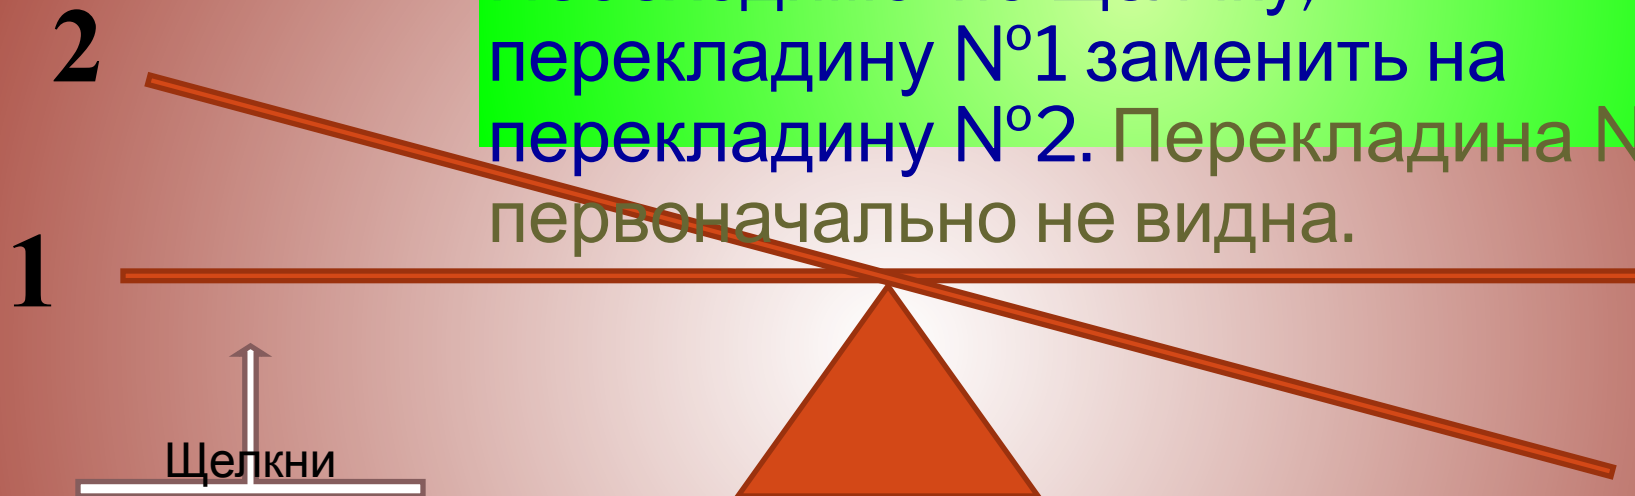 2
перекладину №1 заменить на
перекладину №2. Перекладина
первоначально не видна.
1
Щелкни